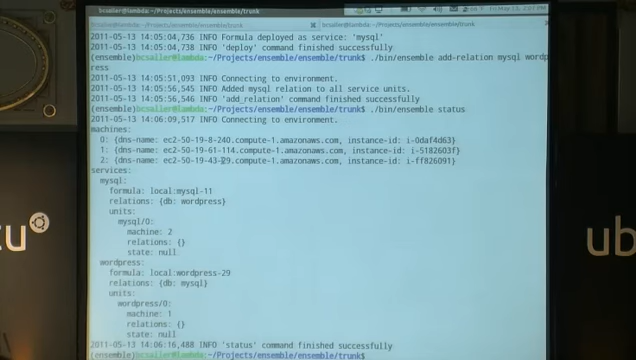 bcsaller@lambda: ~/Projects/ensemble/ensemble/trunk
bcsaller@lambda: ~/Projects/ensemble/ensemble/trunk
2011-05-13 14:05:04,736 INFO Formula deployed as service: 'mysql'
2011-05-13 14:05:04,738 INFO 'deploy' command finished successfully
(ensemble)bcsaller@lambda:~/Projects/ensemble/ensemble/trunk$ ./bin/ensemble add-relation mysql wordp
ress
2011-05-13 14:05:51,093 INFO Connecting to environment.
2011-05-13 14:05:56,545 INFO Added mysql relation to all service units.
2011-05-13 14:05:56,546 INFO 'add_relation' command finished successfully
(ensemble)bcsaller@lambda:~/Projects/ensemble/ensemble/trunk$ ./bin/ensemble status
2011-05-13 14:06:09,517 INFO Connecting to environment.
machines:
0: {dns-name: ec2-50-19-8-240.compute-1.amazonaws.com, instance-id: i-0daf4d63}
1: {dns-name: ec2-50-19-61-114.compute-1.amazonaws.com, instance-id: i-5182603f}
2: {dns-name: ec2-50-19-43-29.compute-1.amazonaws.com, instance-id: i-ff826091}
services:
mysql:
formula: local:mysql-11
relations: {db: wordpress}
units:
mysql/0:
machine: 2
relations: {}
state: null
wordpress:
formula: local:wordpress-29
relations: {db: mysql}
units:
wordpress/0:
machine: 1
relations: {}
state: null
2011-05-13 14:06:16,488 INFO 'status' command finished successfully
(ensemble)bcsaller@lambda:~/Projects/ensemble/ensemble/trunk$
tu
ub